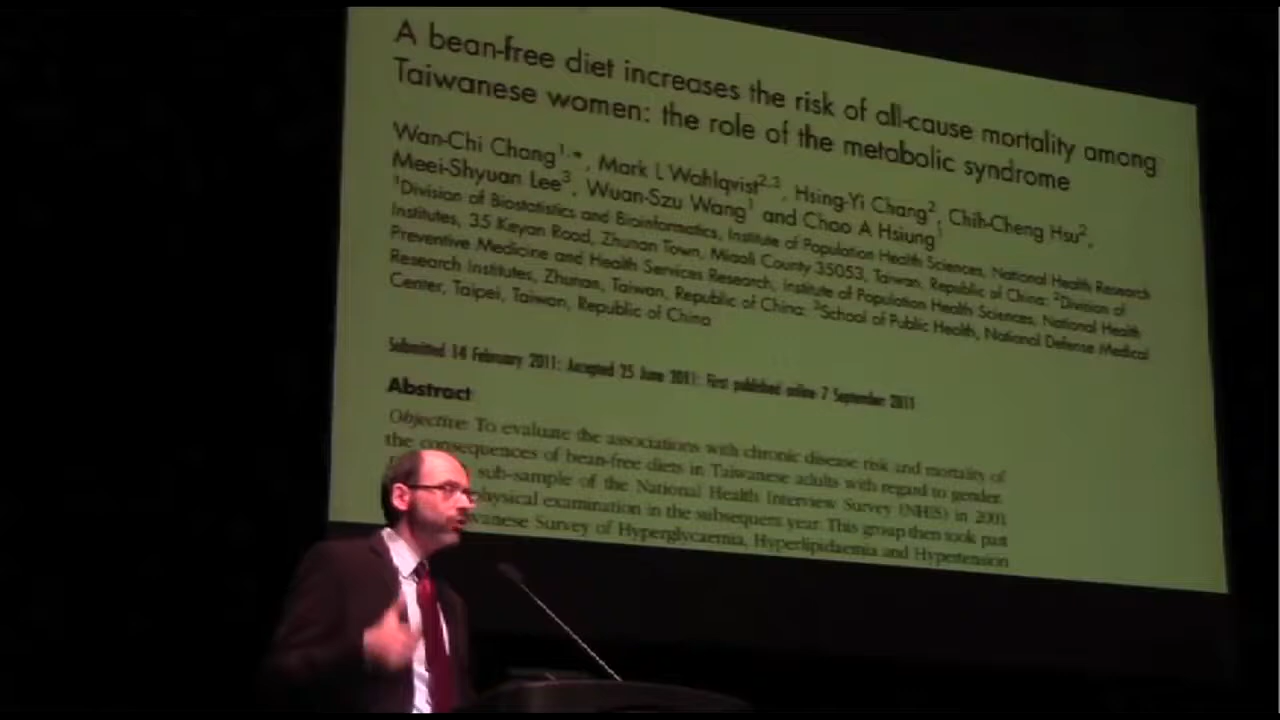 A bean-free diet increases the risk of all-cause mortality among
Taiwanese women: the role of the metabolic syndrome
Wan-Chi Chang1,*, Mark L Wahlqvist2,3, Hsing-Yi Chang2, Chih-Cheng Hsu2,
Meei-Shyuan Lee3, Wuan-Szu Wang1 and Chao A Hsiung1
1Division of Biostatistics and Bioinformatics, Institute of Population Health Sciences, National Health Research
Institutes, 35 Keyan Road, Zhunan Town, Miaoli County 35053, Taiwan, Republic of China: 2Division of
Preventive Medicine and Health Services Research, Institute of Population Health Sciences, National Health
Research Institutes, Zhunan, Taiwan, Republic of China: 3School of Public Health, National Defense Medical
Center, Taipei, Taiwan, Republic of China
Submitted 14 February 2011: Accepted 25 June 2011: First published online 7 September 2011
Abstract
Objective: To evaluate the associations with chronic disease risk and mortality of
the consequences of bean-free diets in Taiwanese adults with regard to gender.
sub-sample of the National Health Interview Survey (NHIS) in 2001
physical examination in the subsequent year. This group then took part
Survey of Hyperglycaemia, Hyperlipidaemia and Hypertension